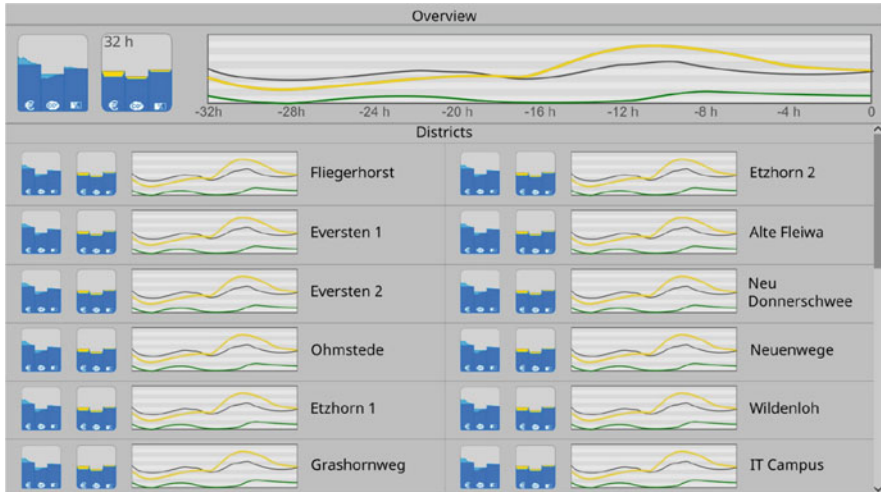 Overview
32 h
-32h -28h -24 h -20 h -16 h -12 h -8 h -4 h 0
Districts
Fliegerhorst
Etzhorn 2
Eversten 1
Alte Fleiwa
Eversten 2
Neu
Donnerschwee
Ohmstede
Neuenwege
Etzhorn 1
Wildenloh
Grashornweg
IT Campus